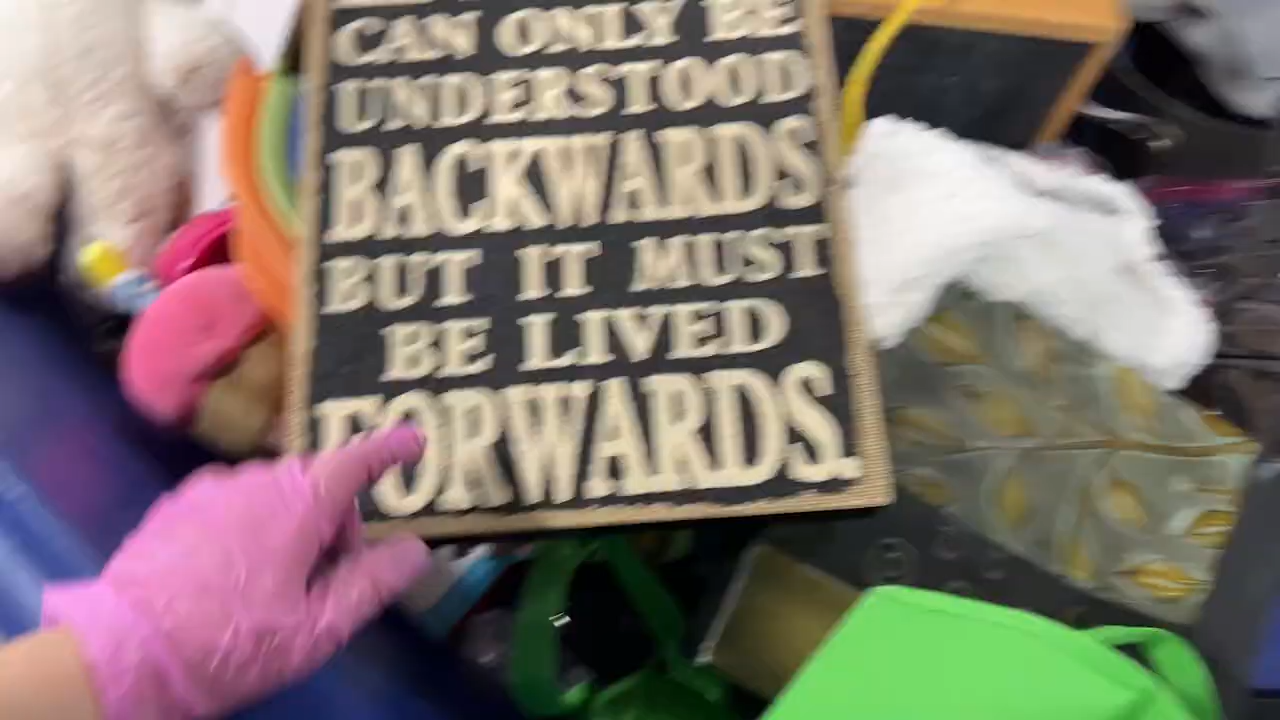 CAN ONLY BE
UNDERSTOOD
BACKWARDS
BUT IT MUST
BE LIVED
FORWARDS.